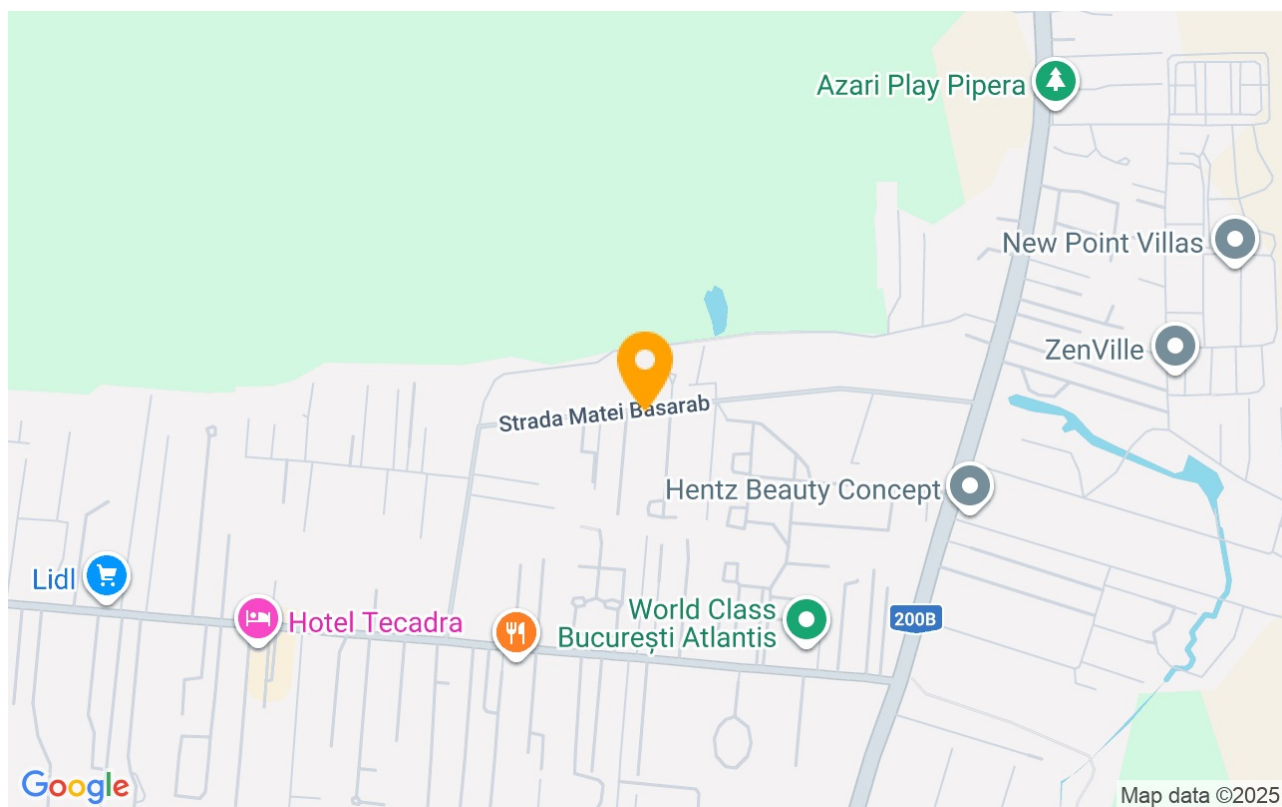 Azari Play Pipera
New Point Villas
ZenVille
Strada Matei Basarab
Hentz Beauty Concept
Lidl
World Class
București Atlantis
200B
Hotel Tecadra
Google
Map data ©2025